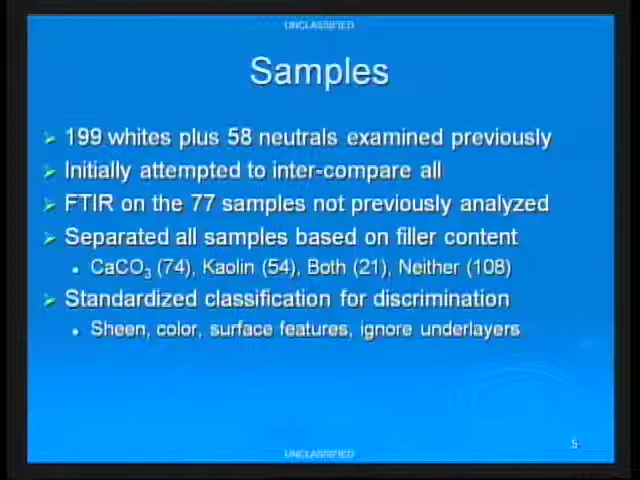 UNCLASSIFIED
Samples
199 whites plus 58 neutrals examined previously
Initially attempted to inter-compare all
FTIR on the 77 samples not previously analyzed
Separated all samples based on filler content
CaCO₃ (74), Kaolin (54), Both (21), Neither (108)
Standardized classification for discrimination
Sheen, color, surface features, ignore underlayers
5
UNCLASSIFIED